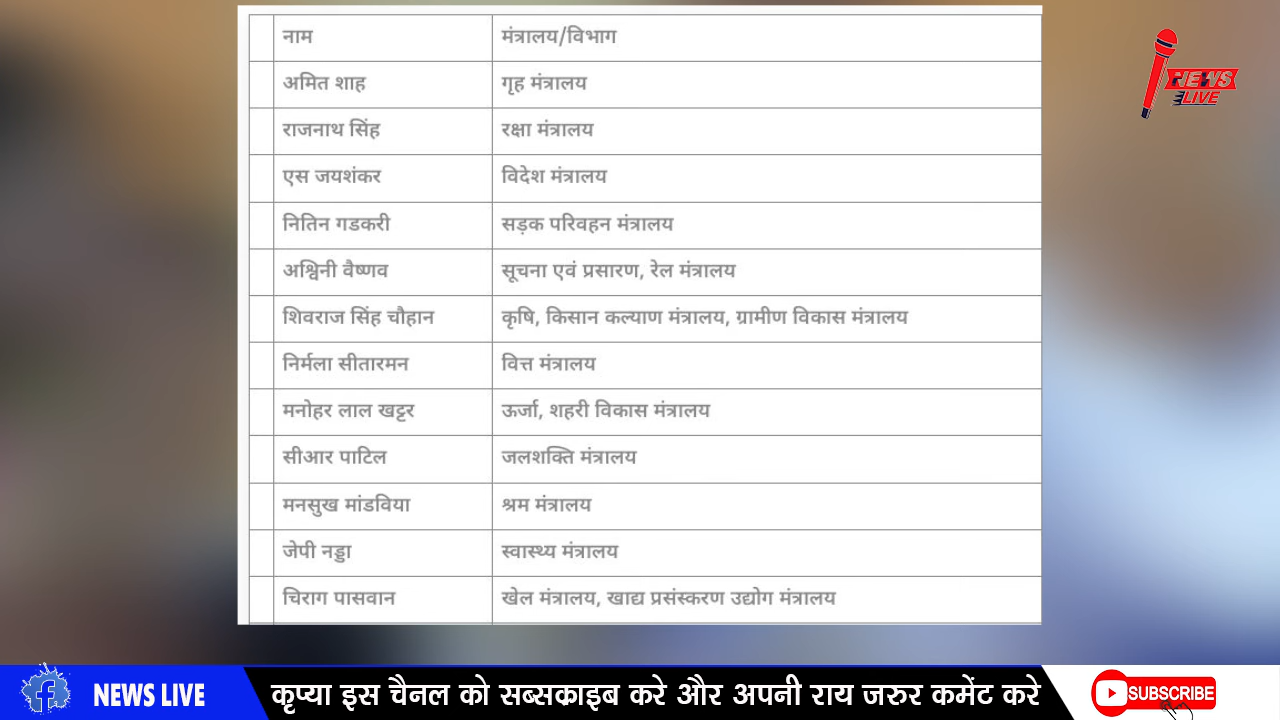 नाम मंत्रालय/विभाग
अमित शाह गृह मंत्रालय
राजनाथ सिंह रक्षा मंत्रालय
एस जयशंकर विदेश मंत्रालय
नितिन गडकरी सड़क परिवहन मंत्रालय
अश्विनी वैष्णव सूचना एवं प्रसारण, रेल मंत्रालय
शिवराज सिंह चौहान कृषि, किसान कल्याण मंत्रालय, ग्रामीण विकास मंत्रालय
निर्मला सीतारमन वित्त मंत्रालय
मनोहर लाल खट्टर ऊर्जा, शहरी विकास मंत्रालय
सीआर पाटिल जलशक्ति मंत्रालय
मनसुख मांडविया श्रम मंत्रालय
जेपी नड्डा स्वास्थ्य मंत्रालय
चिराग पासवान खेल मंत्रालय, खाद्य प्रसंस्करण उद्योग मंत्रालय
NEWS
LIVE
f NEWS LIVE कृप्या इस चैनल को सब्सक्राइब करे और अपनी राय जरुर कमेंट करे SUBSCRIBE